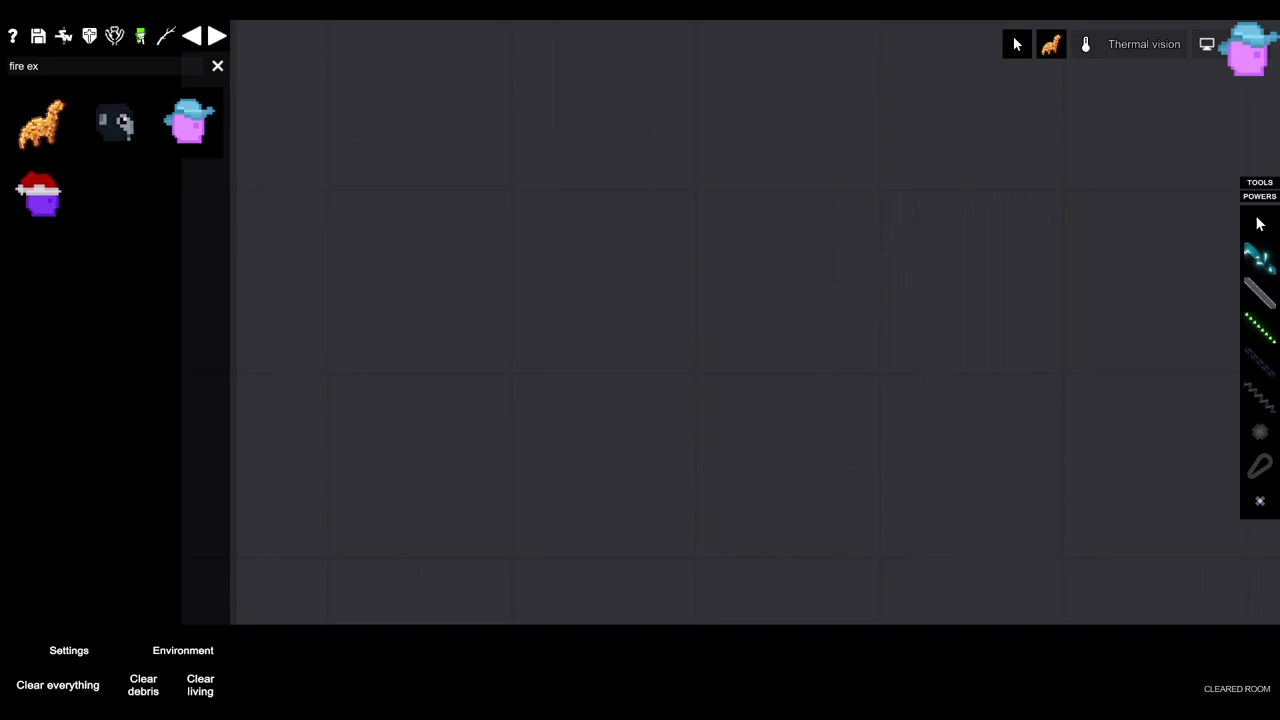 ?
fire ex
Thermal vision
TOOLS
POWERS
Settings
Environment
Clear everything
Clear
debris
Clear
living
CLEARED ROOM